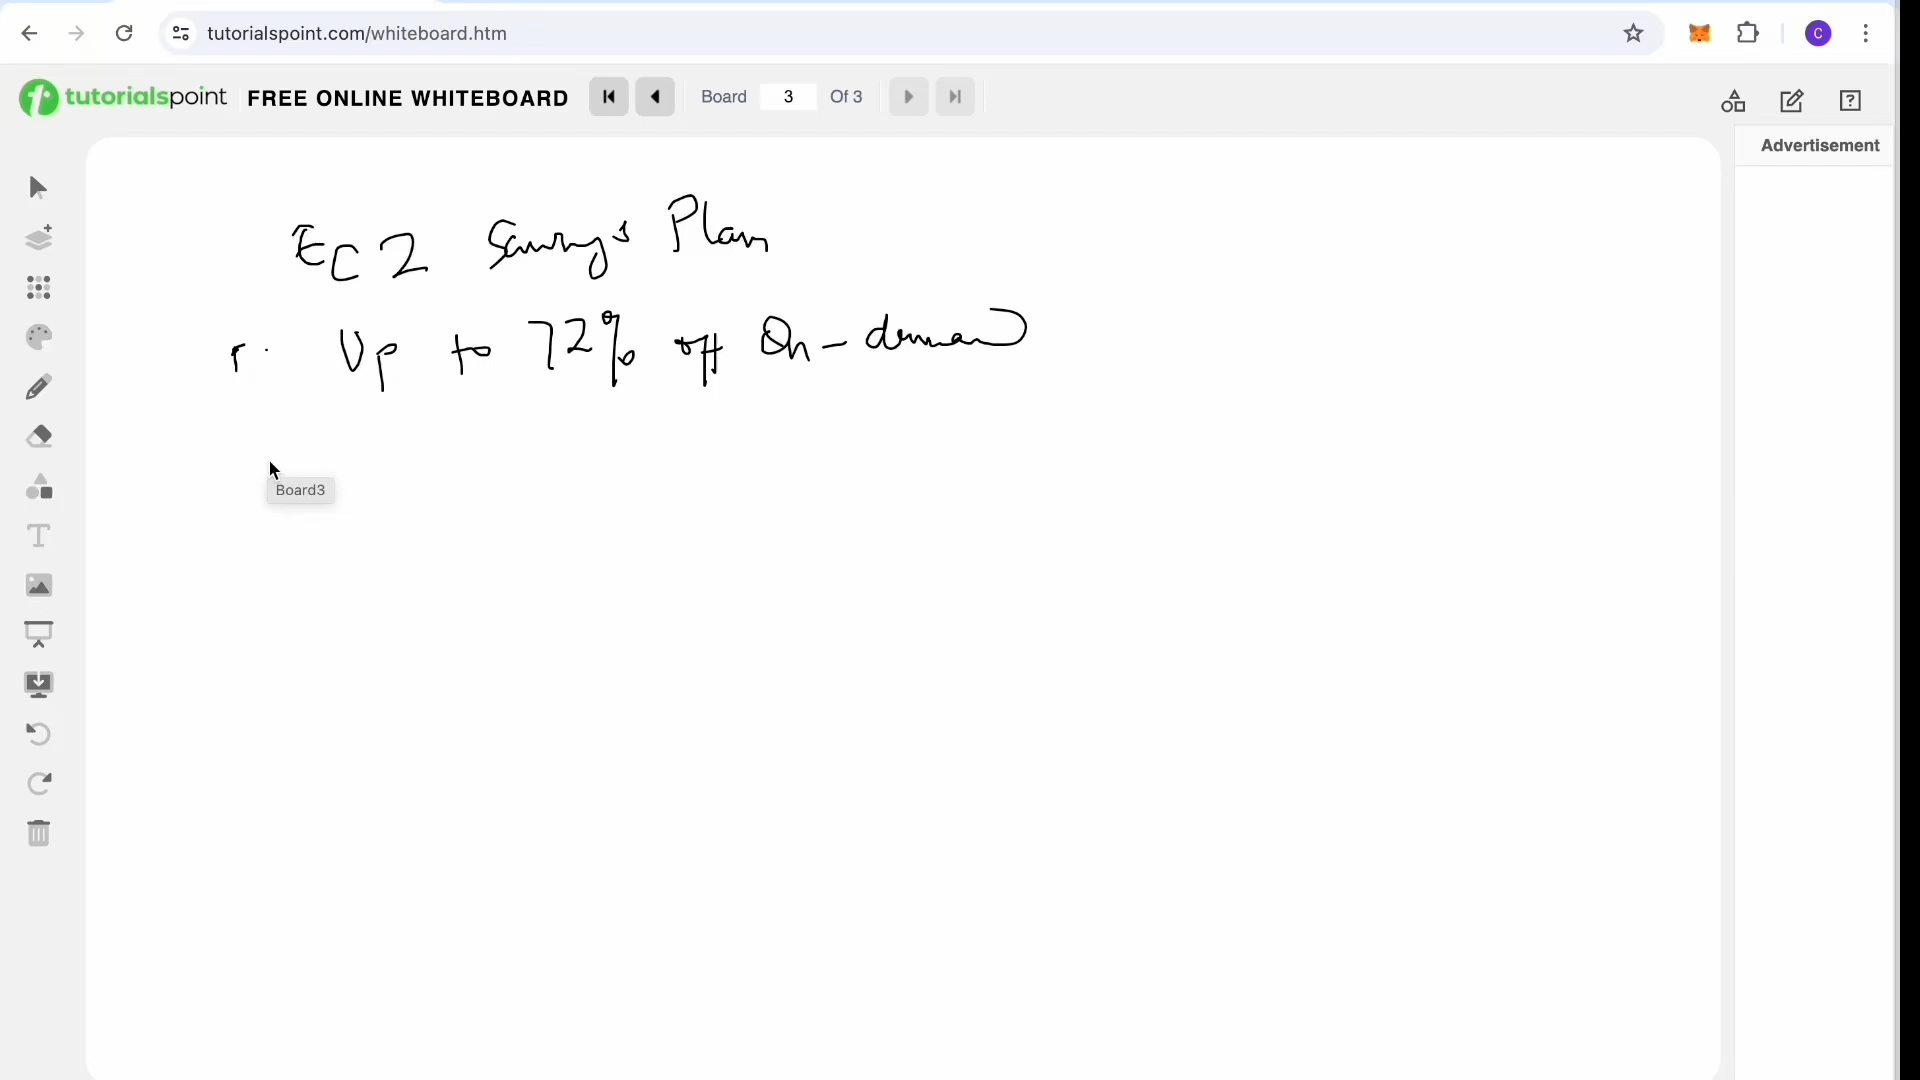 tutorialspoint.com/whiteboard.htm
C
tutorialspoint FREE ONLINE WHITEBOARD Board 3 Of 3
Advertisement
EC2 Savings Plan
1. Up to 72% off On-demand
Board3